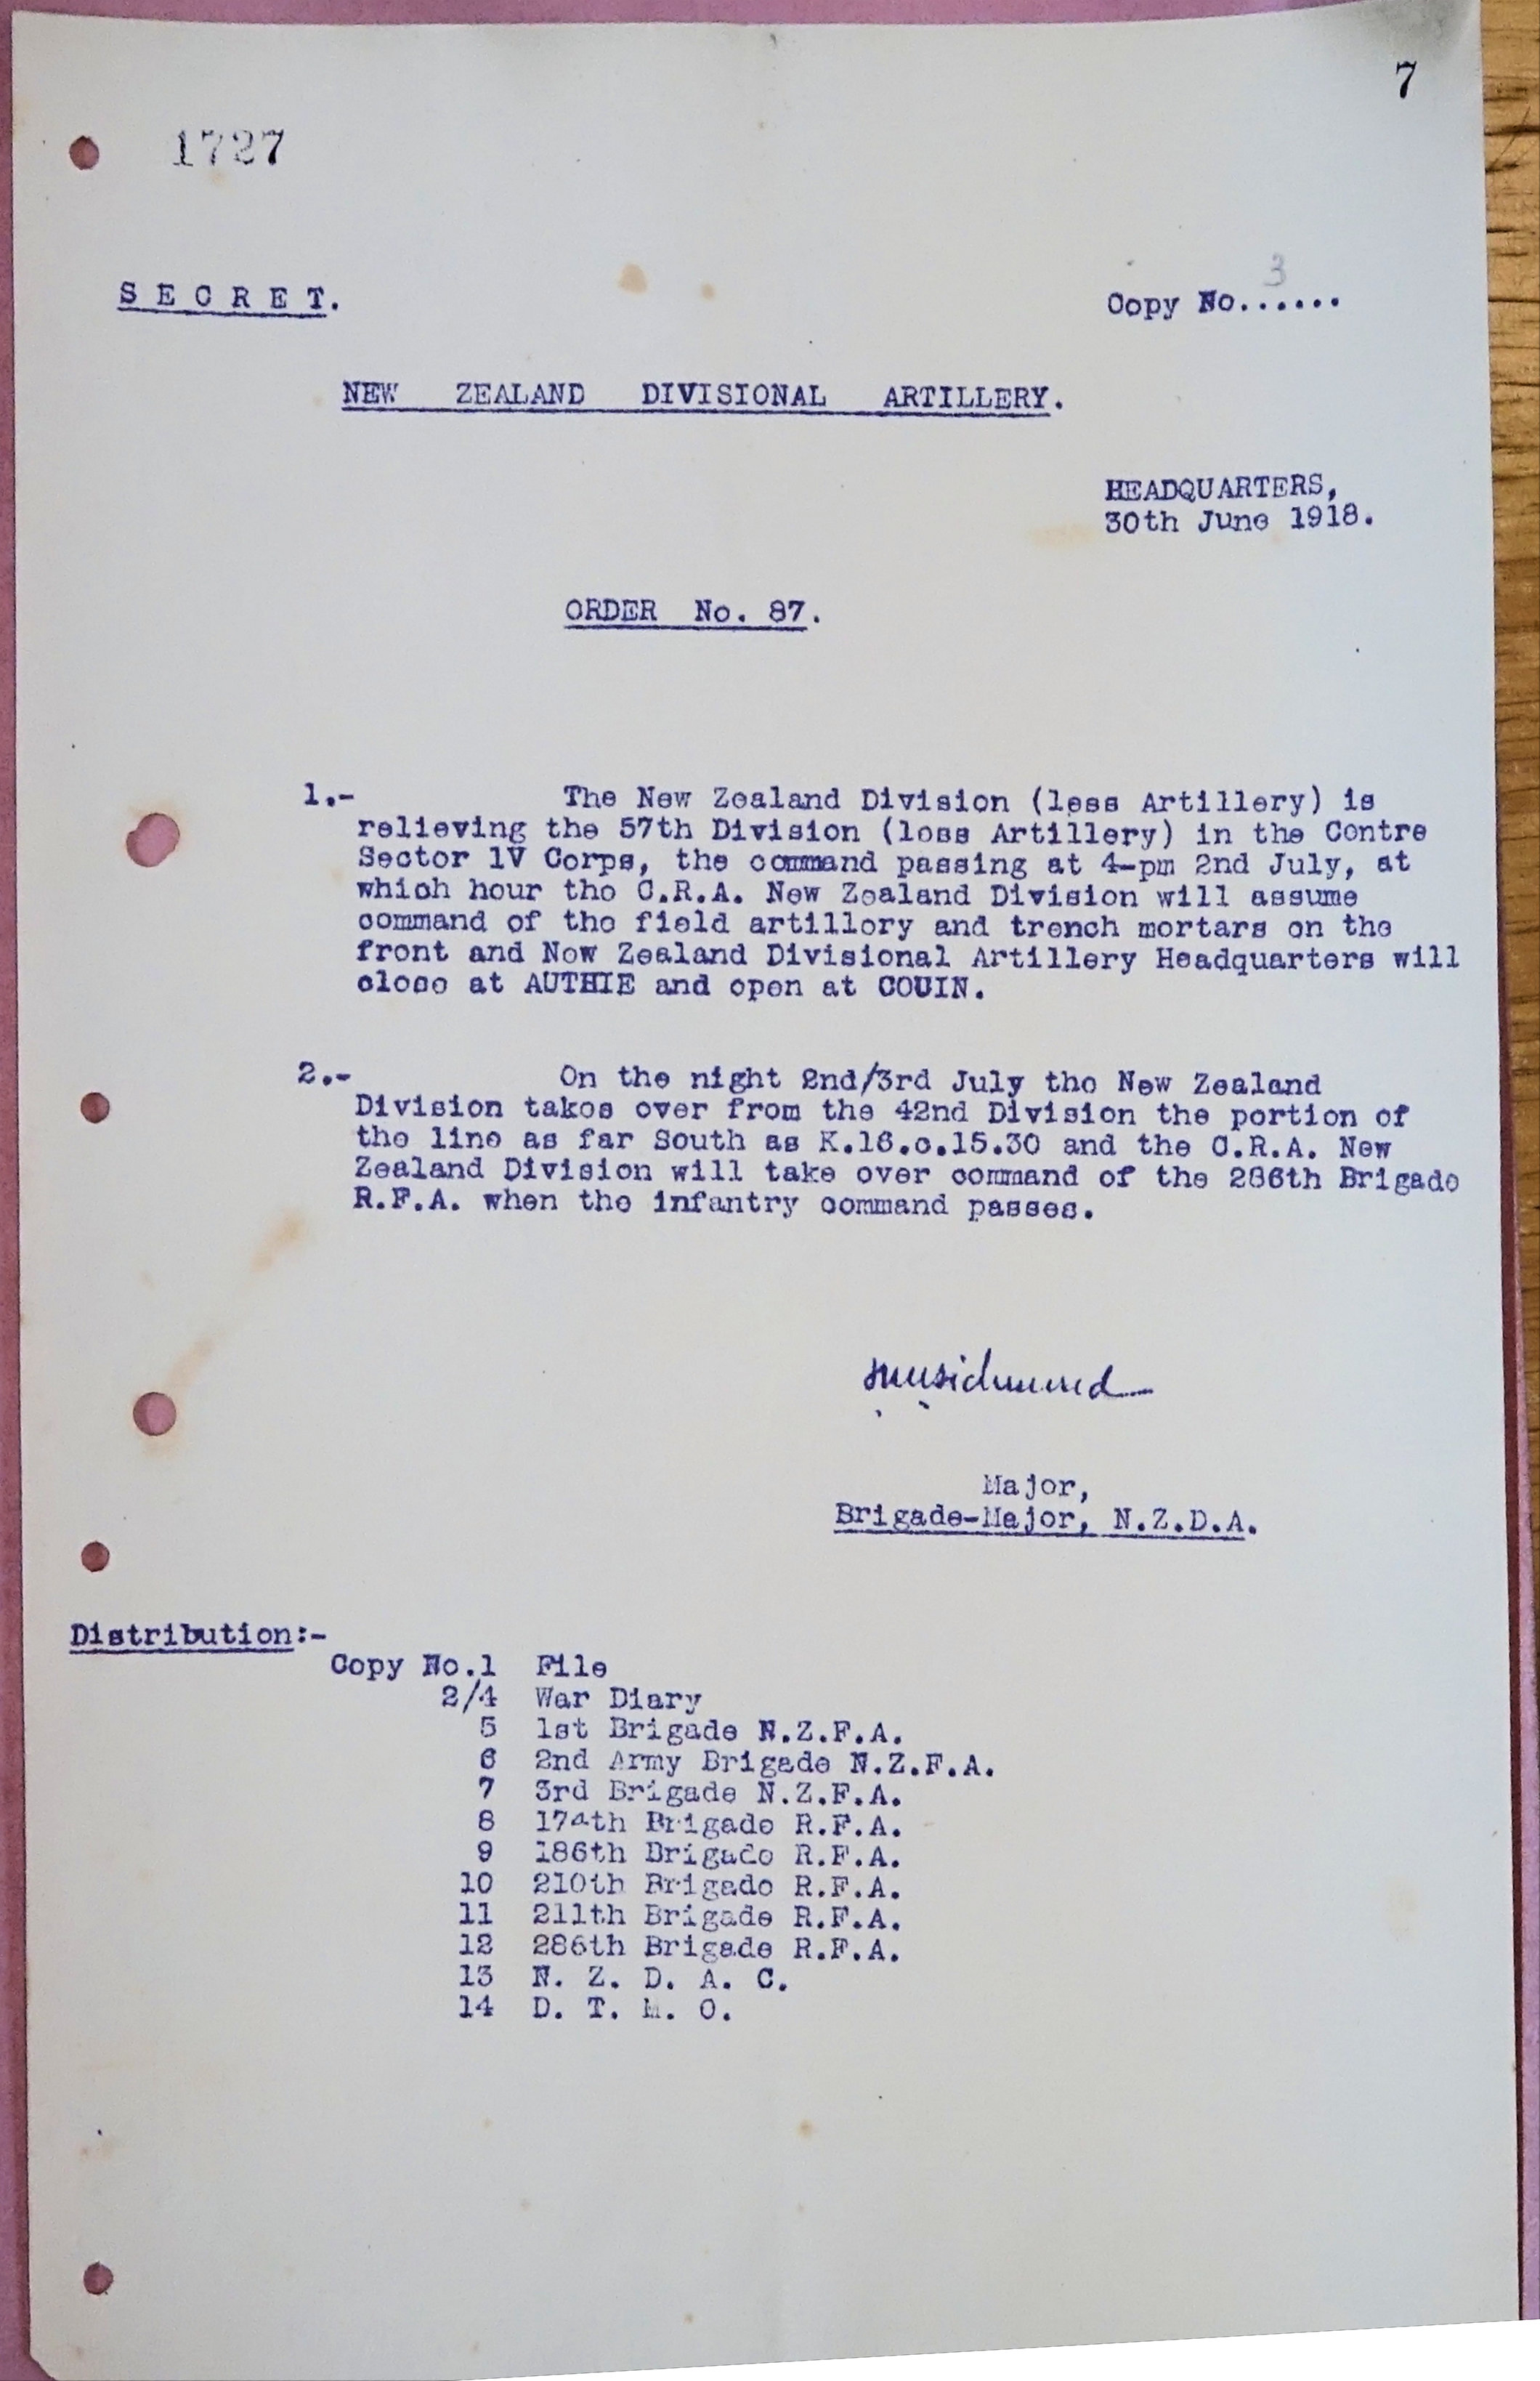 7
1727
S E C R E T.
3
Copy No......
NEW ZEALAND DIVISIONAL ARTILLERY.
HEADQUARTERS,
30th June 1918.
ORDER No. 87.
1.- The New Zealand Division (less Artillery) is
relieving the 57th Division (less Artillery) in the Centre
Sector 1V Corps, the command passing at 4-pm 2nd July, at
which hour the C.R.A. New Zealand Division will assume
command of the field artillery and trench mortars on the
front and New Zealand Divisional Artillery Headquarters will
close at AUTHIE and open at COUIN.
2.- On the night 2nd/3rd July the New Zealand
Division takes over from the 42nd Division the portion of
the line as far South as K.16.c.15.30 and the C.R.A. New
Zealand Division will take over command of the 286th Brigade
R.F.A. when the infantry command passes.
Major,
Brigade-Major, N.Z.D.A.
Distribution:-
Copy No.1 File
2/4 War Diary
5 1st Brigade N.Z.F.A.
6 2nd Army Brigade N.Z.F.A.
7 3rd Brigade N.Z.F.A.
8 174th Brigade R.F.A.
9 186th Brigade R.F.A.
10 210th Brigade R.F.A.
11 211th Brigade R.F.A.
12 286th Brigade R.F.A.
13 N. Z. D. A. C.
14 D. T. M. O.